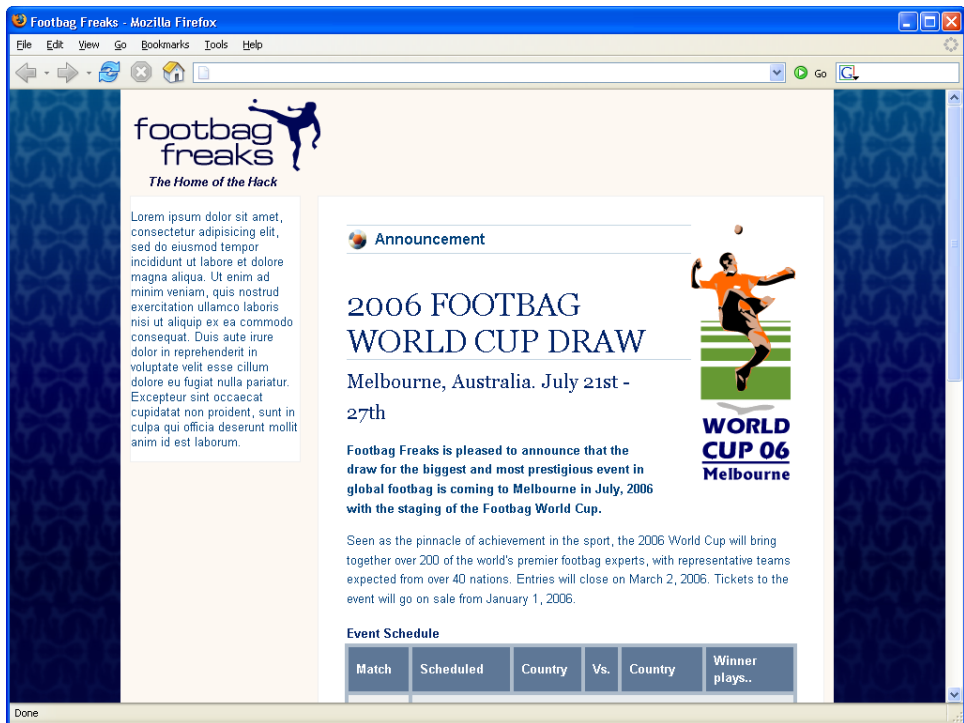 Footbag Freaks - Mozilla Firefox
File Edit View Go Bookmarks Tools Help
Go G
footbag
freaks
The Home of the Hack
Lorem ipsum dolor sit amet,
consectetur adipisicing elit,
sed do eiusmod tempor
incididunt ut labore et dolore
magna aliqua. Ut enim ad
minim veniam, quis nostrud
exercitation ullamco laboris
nisi ut aliquip ex ea commodo
consequat. Duis aute irure
dolor in reprehenderit in
voluptate velit esse cillum
dolore eu fugiat nulla pariatur.
Excepteur sint occaecat
cupidatat non proident, sunt in
culpa qui officia deserunt mollit
anim id est laborum.
Announcement
2006 FOOTBAG
WORLD CUP DRAW
Melbourne, Australia. July 21st -
27th
WORLD
CUP 06
Melbourne
Footbag Freaks is pleased to announce that the
draw for the biggest and most prestigious event in
global footbag is coming to Melbourne in July, 2006
with the staging of the Footbag World Cup.
Seen as the pinnacle of achievement in the sport, the 2006 World Cup will bring
together over 200 of the world's premier footbag experts, with representative teams
expected from over 40 nations. Entries will close on March 2, 2006. Tickets to the
event will go on sale from January 1, 2006.
Event Schedule
Match Scheduled Country Vs. Country Winner
plays..
Done